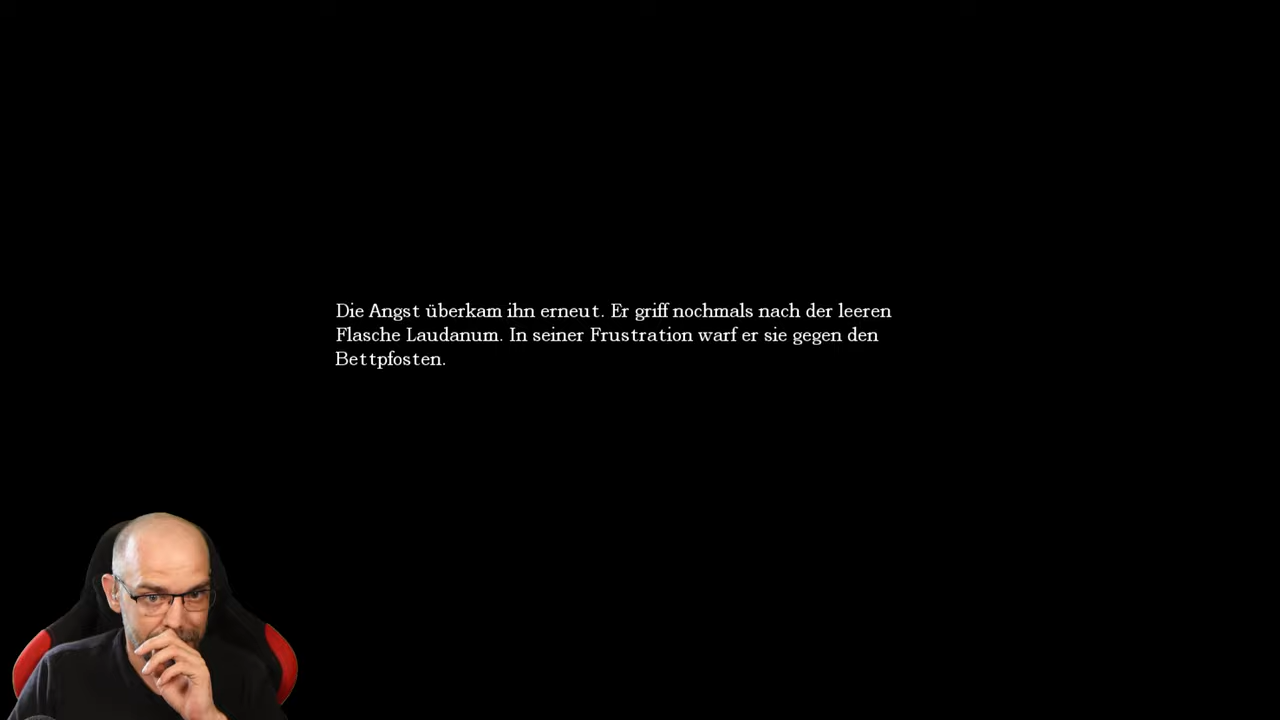 Die Angst überkam ihn erneut. Er griff nochmals nach der leeren
Flasche Laudanum. In seiner Frustration warf er sie gegen den
Bettpfosten.